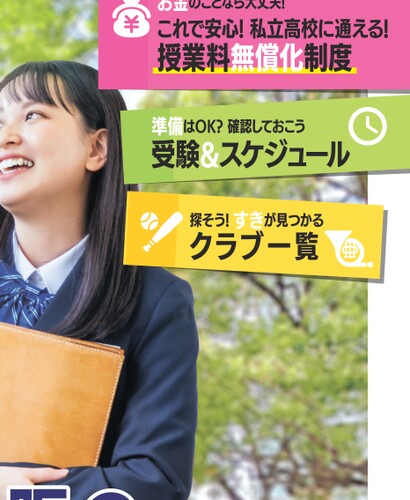 お金のことなら大丈夫!
これで安心! 私立高校に通える!
授業料無償化制度
準備はOK? 確認しておこう
受験&スケジュール
探そう! すきが見つかる
クラブ一覧